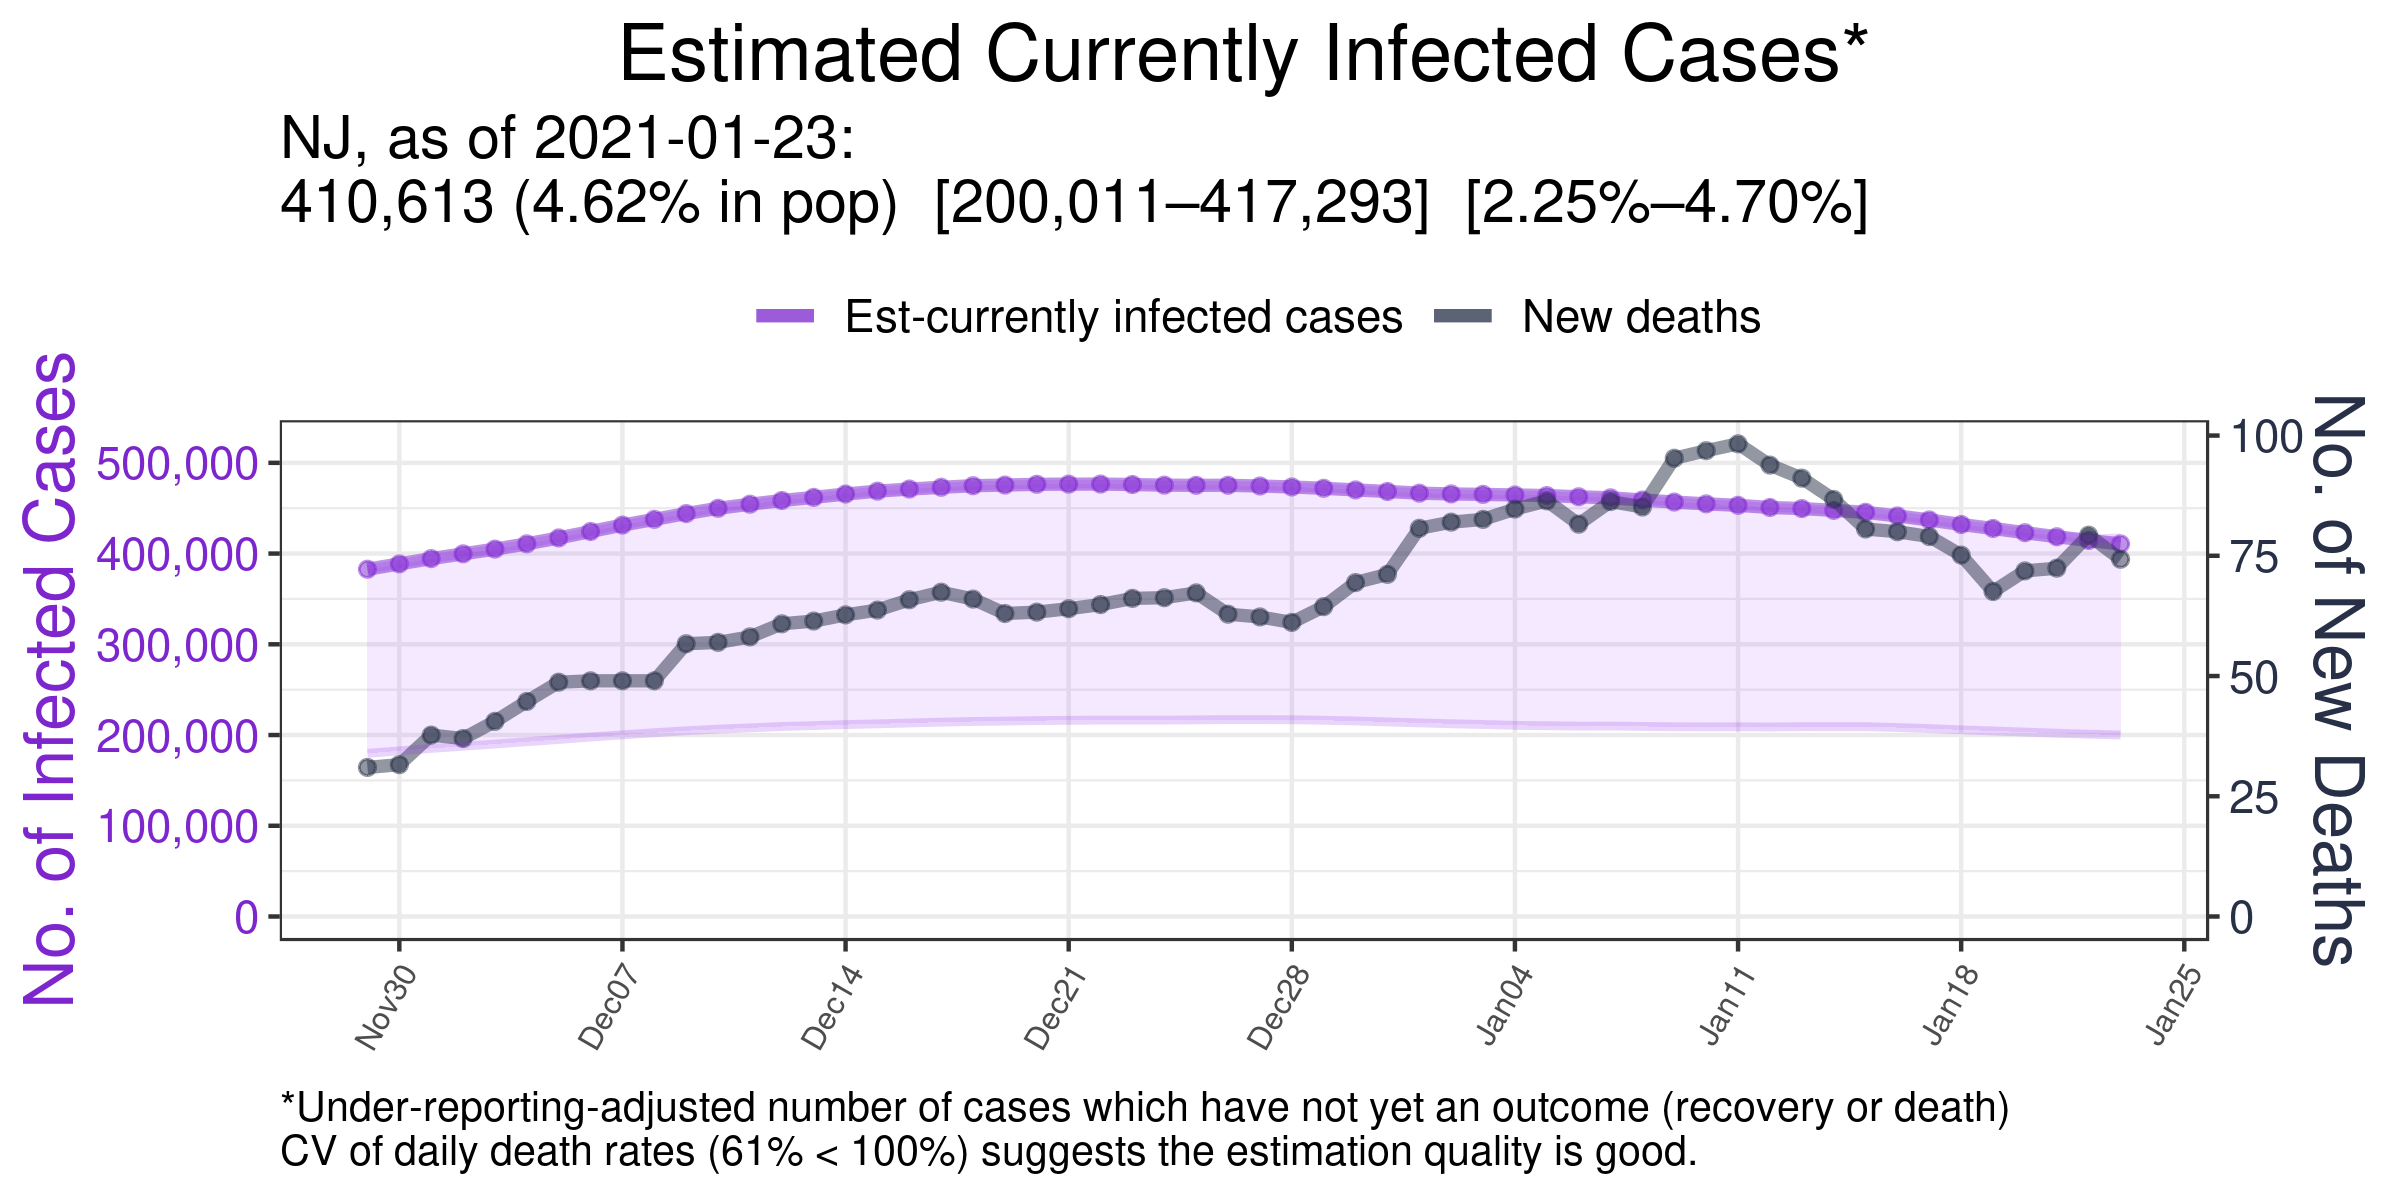 Estimated Currently Infected Cases*
NJ, as of 2021-01-23:
410,613 (4.62% in pop) [200,011–417,293] [2.25%–4.70%]
Est-currently infected cases
New deaths
No. of Infected Cases
500,000
400,000
300,000
200,000
100,000
0
100
75
50
25
0
No. of New Deaths
Nov30
Dec07
Dec14
Dec21
Dec28
Jan04
Jan11
Jan18
Jan25
*Under-reporting-adjusted number of cases which have not yet an outcome (recovery or death)
CV of daily death rates (61% < 100%) suggests the estimation quality is good.